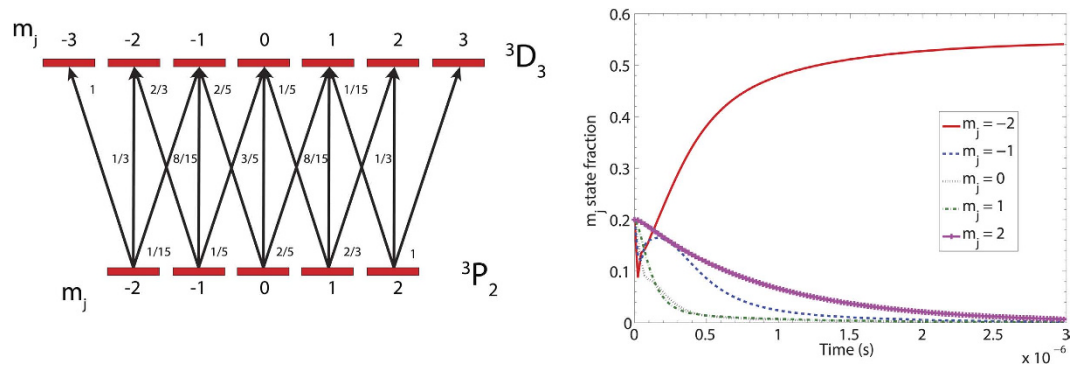 m_j
-3 -2 -1 0 1 2 3
³D₃
1 2/3 2/5 1/5 1/15
1/3 8/15 3/5 8/15 1/3
1/15 1/5 2/5 2/3 1
³P₂
m_j
-2 -1 0 1 2
m_j state fraction
0.6
0.5
0.4
0.3
0.2
0.1
0
m_j = −2
m_j = −1
m_j = 0
m_j = 1
m_j = 2
0 0.5 1 1.5 2 2.5 3
Time (s)
x 10⁻⁶